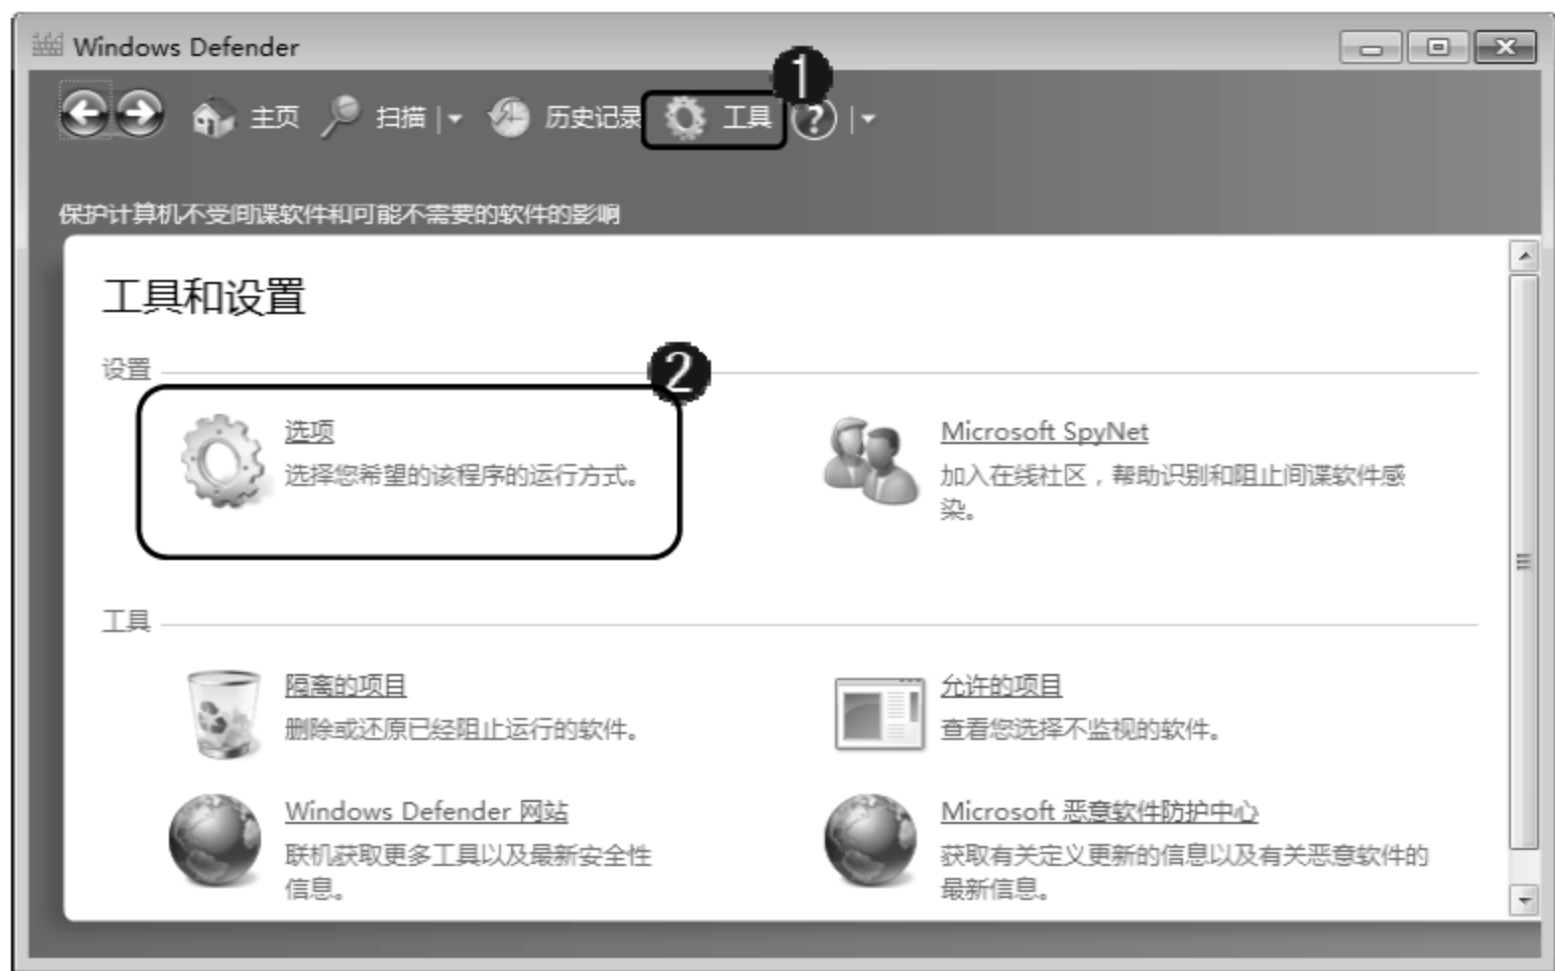 Windows Defender
主页 扫描 历史记录 工具 ?
1
保护计算机不受间谍软件和可能不需要的软件的影响
工具和设置
设置
2
选项
选择您希望的该程序的运行方式。
Microsoft SpyNet
加入在线社区，帮助识别和阻止间谍软件感
染。
工具
隔离的项目
删除或还原已经阻止运行的软件。
允许的项目
查看您选择不监视的软件。
Windows Defender 网站
联机获取更多工具以及最新安全性
信息。
Microsoft 恶意软件防护中心
获取有关定义更新的信息以及有关恶意软件的
最新信息。